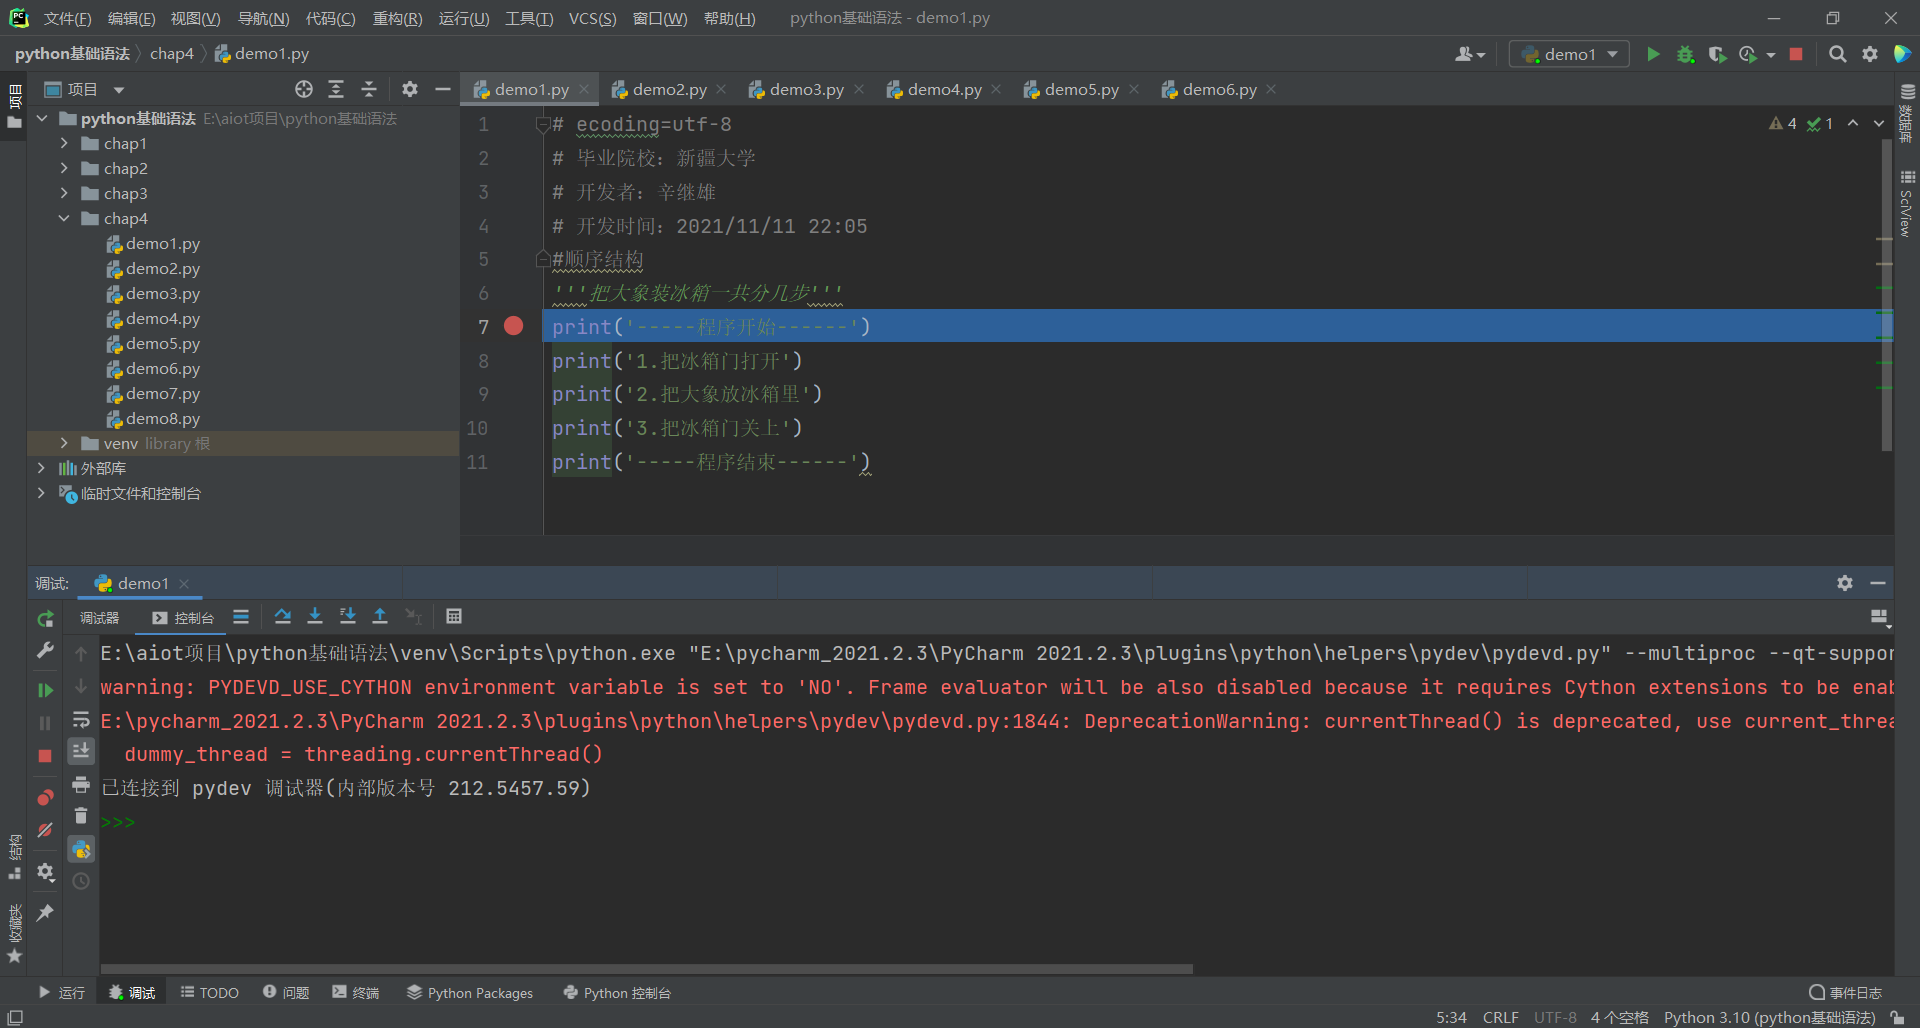 文件(F) 编辑(E) 视图(V) 导航(N) 代码(C) 重构(R) 运行(U) 工具(T) VCS(S) 窗口(W) 帮助(H) python基础语法 - demo1.py
python基础语法 chap4 demo1.py demo1
项目 demo1.py demo2.py demo3.py demo4.py demo5.py demo6.py
项目
python基础语法 E:\aiot项目\python基础语法
chap1
chap2
chap3
chap4
demo1.py
demo2.py
demo3.py
demo4.py
demo5.py
demo6.py
demo7.py
demo8.py
venv library 根
外部库
临时文件和控制台
1 # ecoding=utf-8
2 # 毕业院校：新疆大学
3 # 开发者：辛继雄
4 # 开发时间：2021/11/11 22:05
5 #顺序结构
6 '''把大象装冰箱一共分几步'''
7 print('-----程序开始------')
8 print('1.把冰箱门打开')
9 print('2.把大象放冰箱里')
10 print('3.把冰箱门关上')
11 print('-----程序结束------')
4 1
数据库
SciView
调试: demo1
调试器 控制台
E:\aiot项目\python基础语法\venv\Scripts\python.exe "E:\pycharm_2021.2.3\PyCharm 2021.2.3\plugins\python\helpers\pydev\pydevd.py" --multiproc --qt-suppor
warning: PYDEVD_USE_CYTHON environment variable is set to 'NO'. Frame evaluator will be also disabled because it requires Cython extensions to be enab
E:\pycharm_2021.2.3\PyCharm 2021.2.3\plugins\python\helpers\pydev\pydevd.py:1844: DeprecationWarning: currentThread() is deprecated, use current_threa
dummy_thread = threading.currentThread()
已连接到 pydev 调试器(内部版本号 212.5457.59)
>>>
结构
收藏夹
运行 调试 TODO 问题 终端 Python Packages Python 控制台 事件日志
5:34 CRLF UTF-8 4 个空格 Python 3.10 (python基础语法)